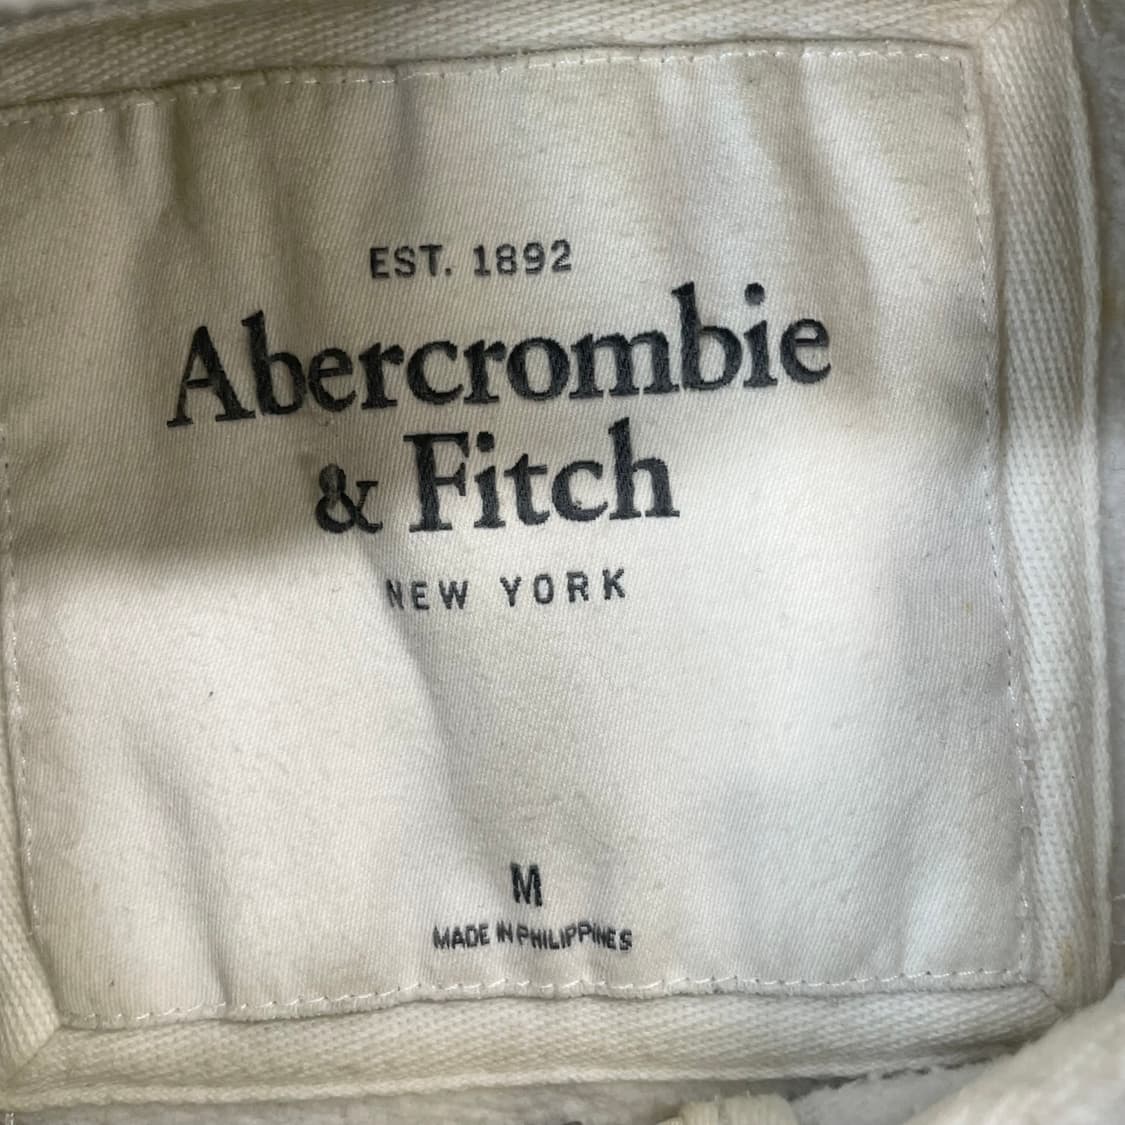 EST. 1892
Abercrombie
& Fitch
NEW YORK
M
MADE IN PHILIPPINES